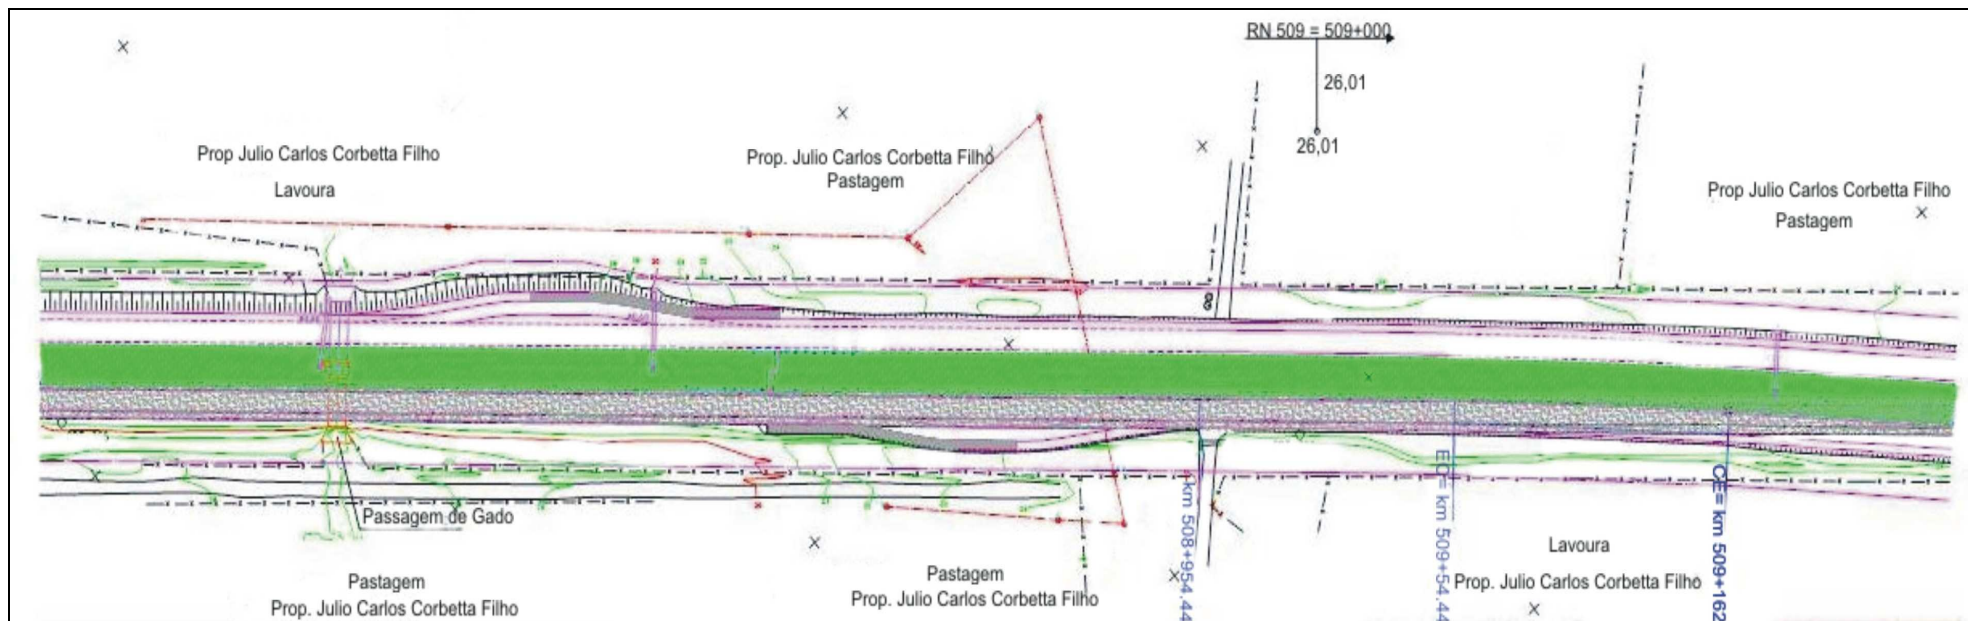 RN 509 = 509+000
26,01
26,01
Prop Julio Carlos Corbetta Filho
Lavoura
Prop. Julio Carlos Corbetta Filho
Pastagem
Prop Julio Carlos Corbetta Filho
Pastagem
Passagem de Gado
Pastagem
Prop. Julio Carlos Corbetta Filho
Pastagem
Prop. Julio Carlos Corbetta Filho
km 508+954.44
km 509+54.44
CE= km 509+162
Lavoura
Prop. Julio Carlos Corbetta Filho